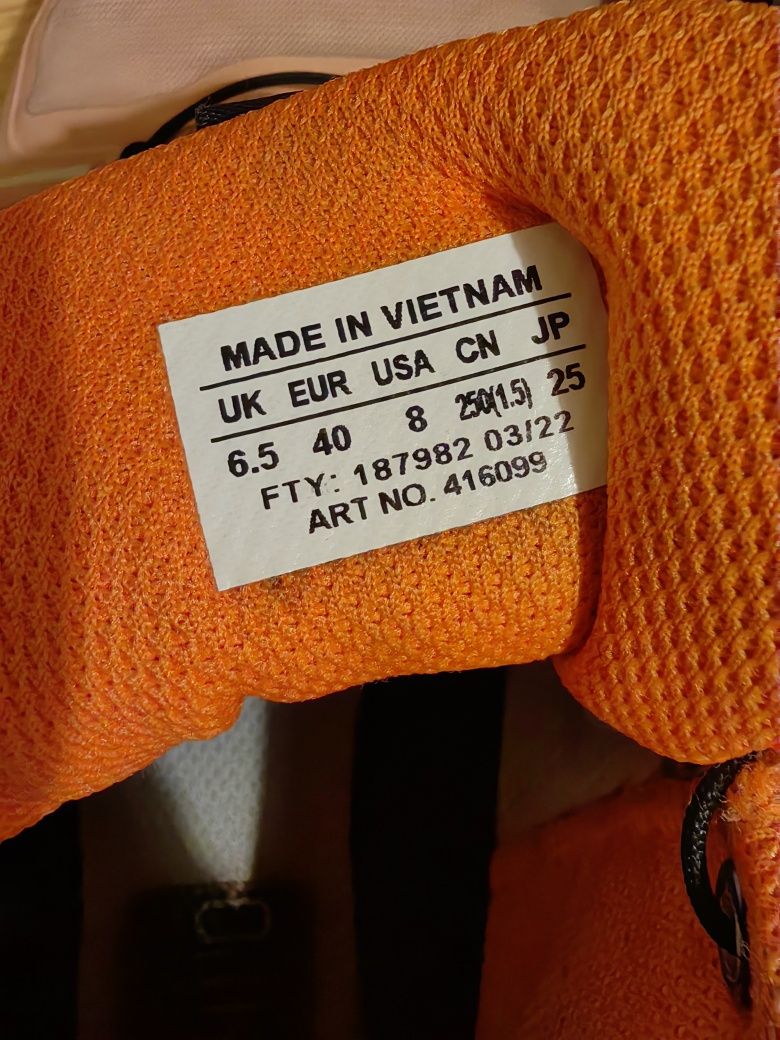 MADE IN VIETNAM
UK EUR USA CN JP
6.5 40 8 250(1.5) 25
FTY: 187982 03/22
ART NO. 416099